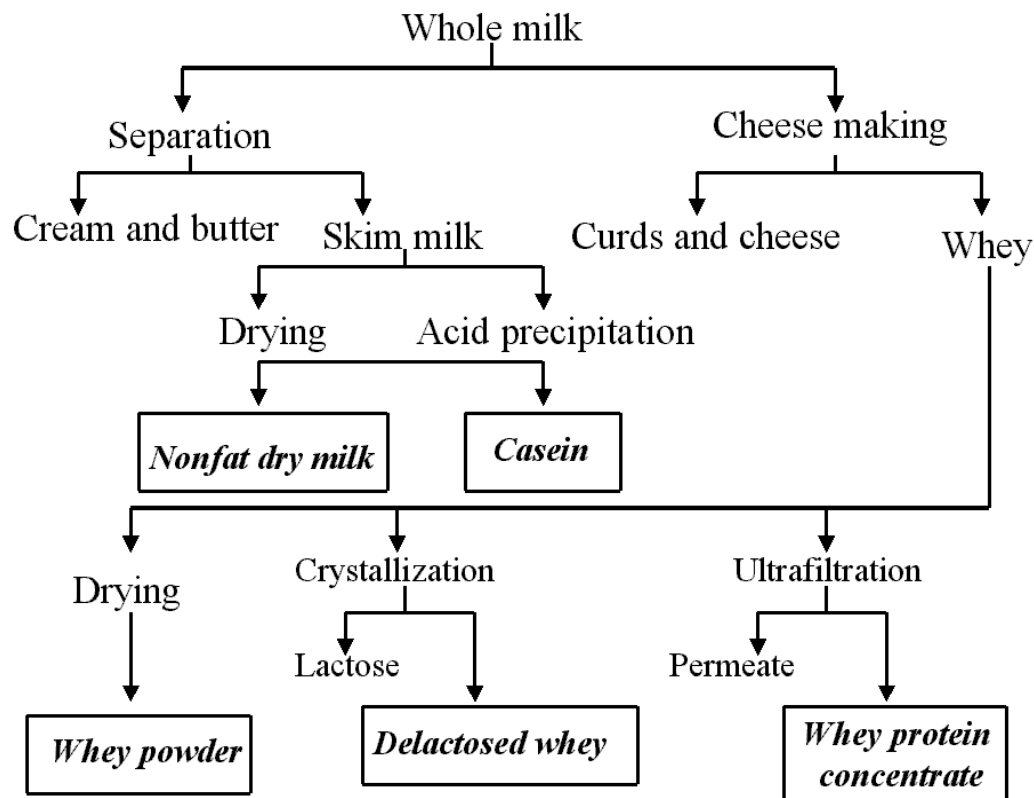 Whole milk
Separation
Cheese making
Cream and butter
Skim milk
Curds and cheese
Whey
Drying
Acid precipitation
Nonfat dry milk
Casein
Drying
Crystallization
Ultrafiltration
Lactose
Permeate
Whey powder
Delactosed whey
Whey protein
concentrate